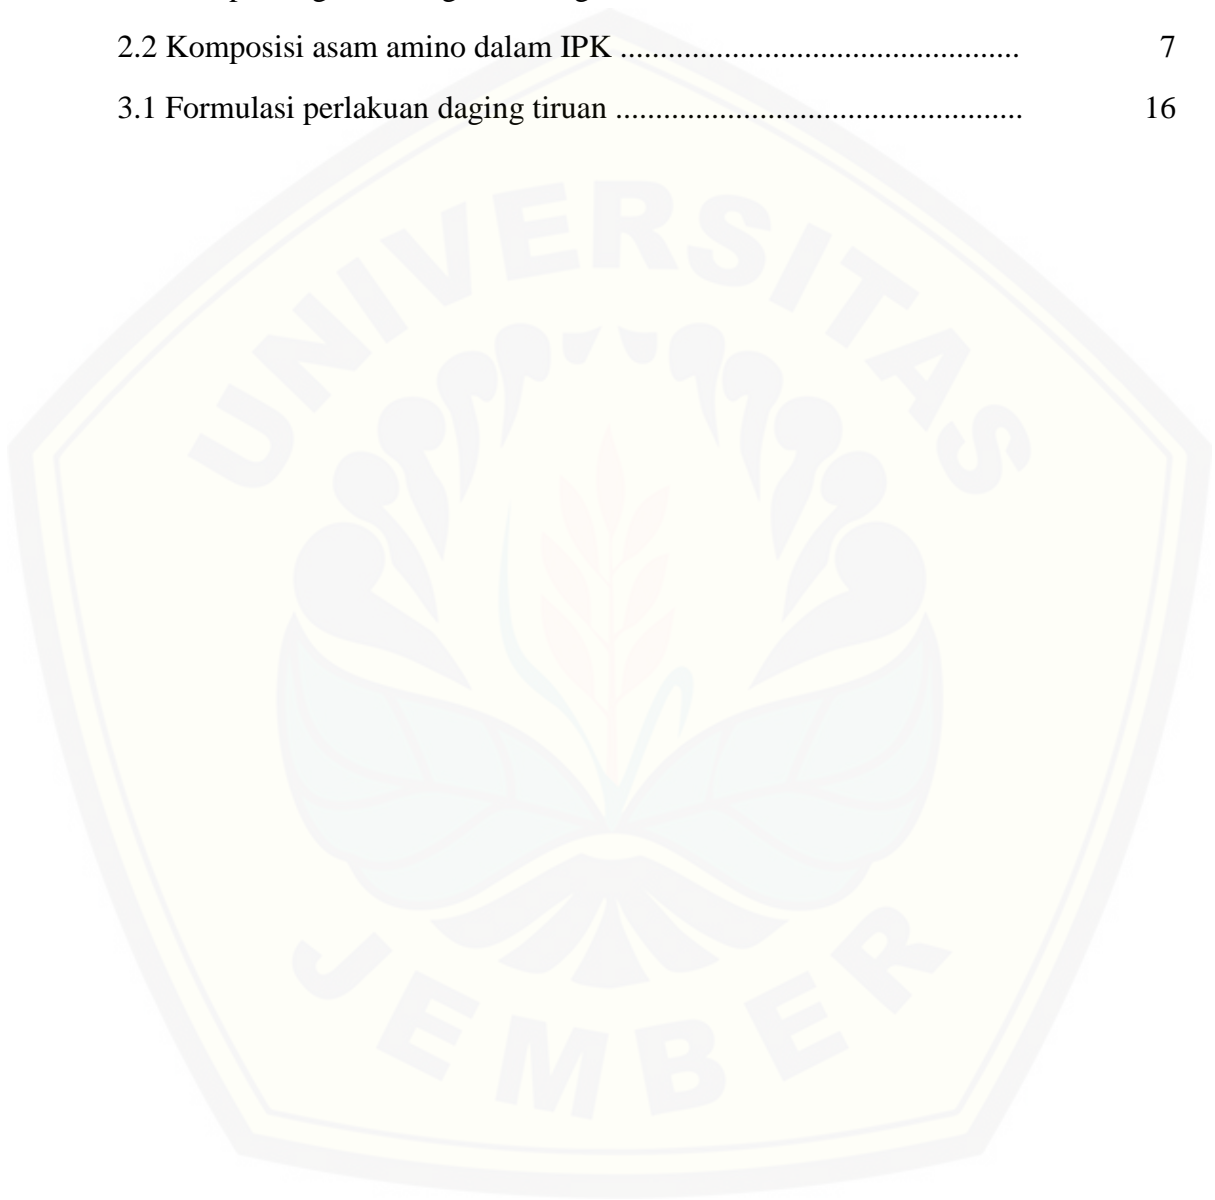 2.2 Komposisi asam amino dalam IPK .................................................. 7
3.1 Formulasi perlakuan daging tiruan ................................................... 16
UNIVERSITAS
JEMBER